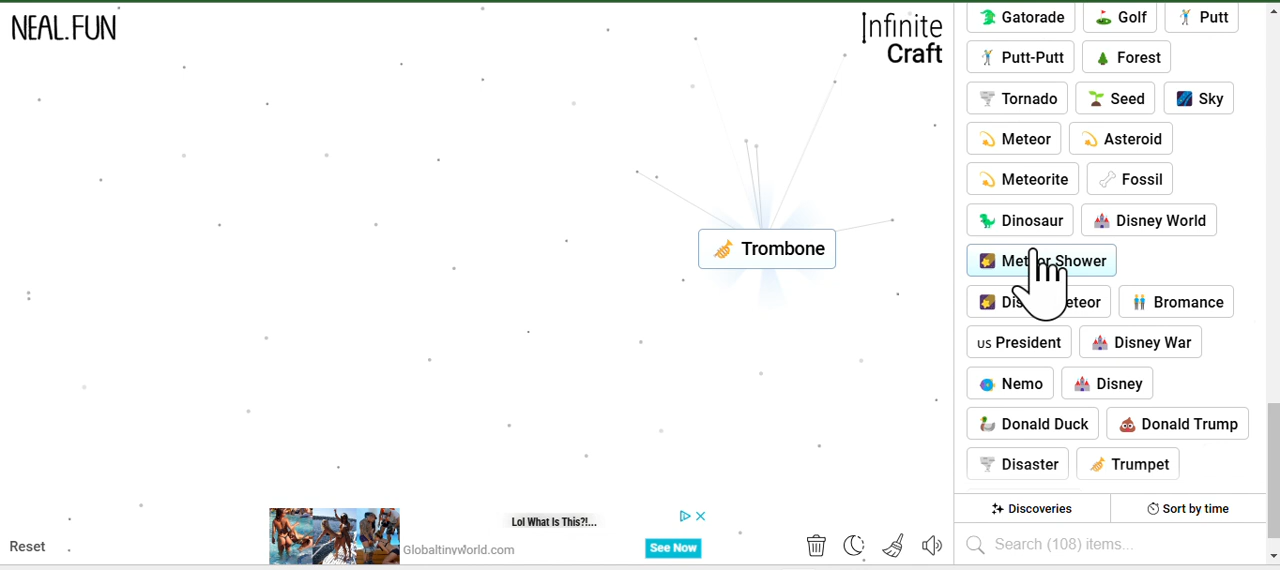 NEAL.FUN
Infinite
Craft
Trombone
Gatorade
Golf
Putt
Putt-Putt
Forest
Tornado
Seed
Sky
Meteor
Asteroid
Meteorite
Fossil
Dinosaur
Disney World
Shower
Bromance
US President
Disney War
Nemo
Disney
Donald Duck
Donald Trump
Disaster
Trumpet
Discoveries
Sort by time
Search (108) items...
Reset
Lol What Is This?!...
Globaltinyworld.com
See Now